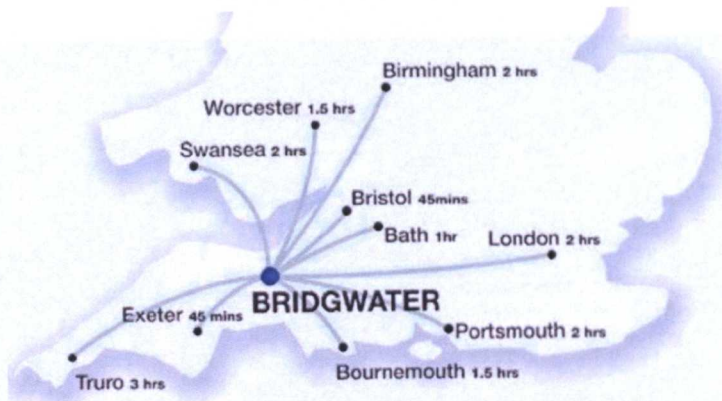 Birmingham 2 hrs
Worcester 1.5 hrs
Swansea 2 hrs
Bristol 45mins
Bath 1hr
London 2 hrs
BRIDGWATER
Exeter 45 mins
Portsmouth 2 hrs
Bournemouth 1.5 hrs
Truro 3 hrs